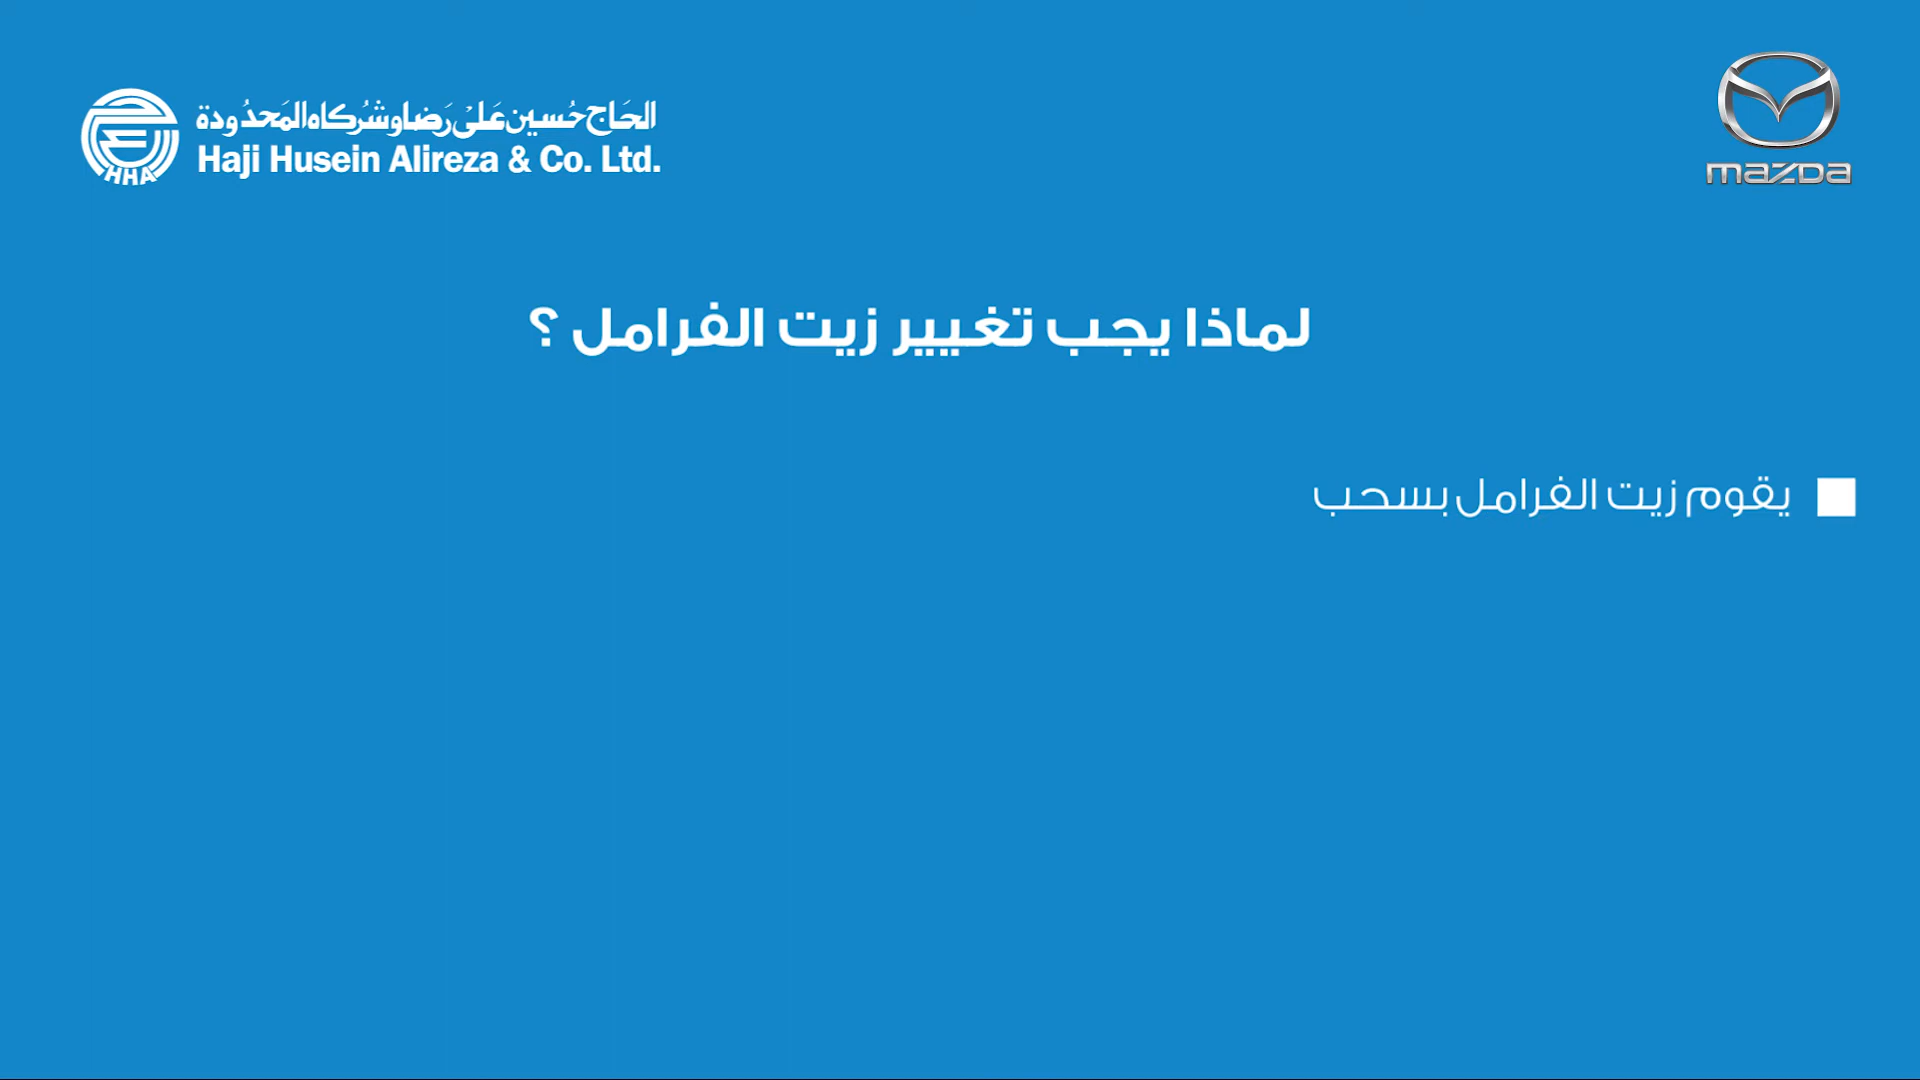 الحاج حسين على رضا وشركاه المحدودة
Haji Husein Alireza & Co. Ltd.
HHA
mazda
لماذا يجب تغيير زيت الفرامل ؟
يقوم زيت الفرامل بسحب